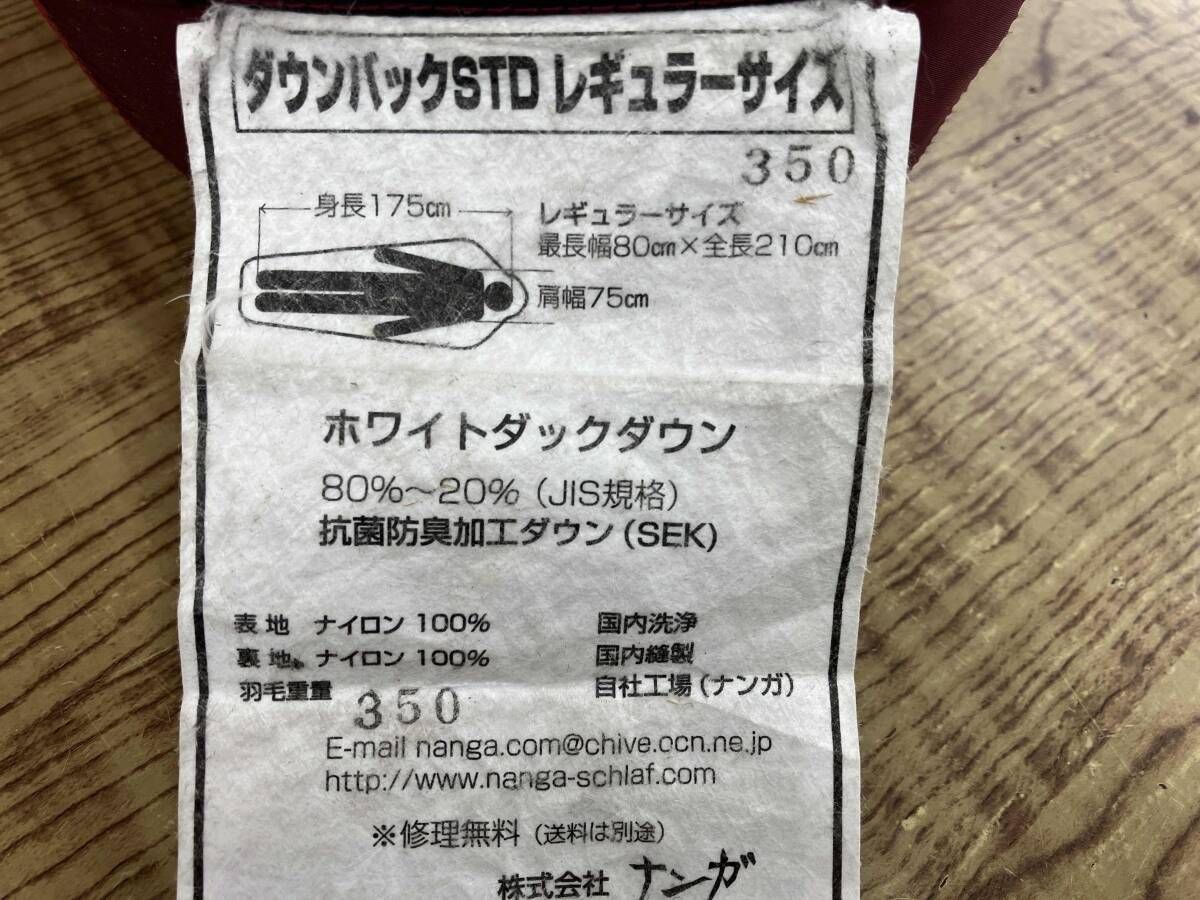 ダウンバックSTD レギュラーサイズ
350
身長175cm
レギュラーサイズ
最長幅80cm×全長210cm
肩幅75cm
ホワイトダックダウン
80%~20% (JIS規格)
抗菌防臭加工ダウン(SEK)
表地 ナイロン 100% 国内洗浄
裏地 ナイロン 100% 国内縫製
羽毛重量 350 自社工場(ナンガ)
E-mail nanga.com@chive.ocn.ne.jp
http://www.nanga-schlaf.com
※修理無料 (送料は別途)
株式会社 ナンガ